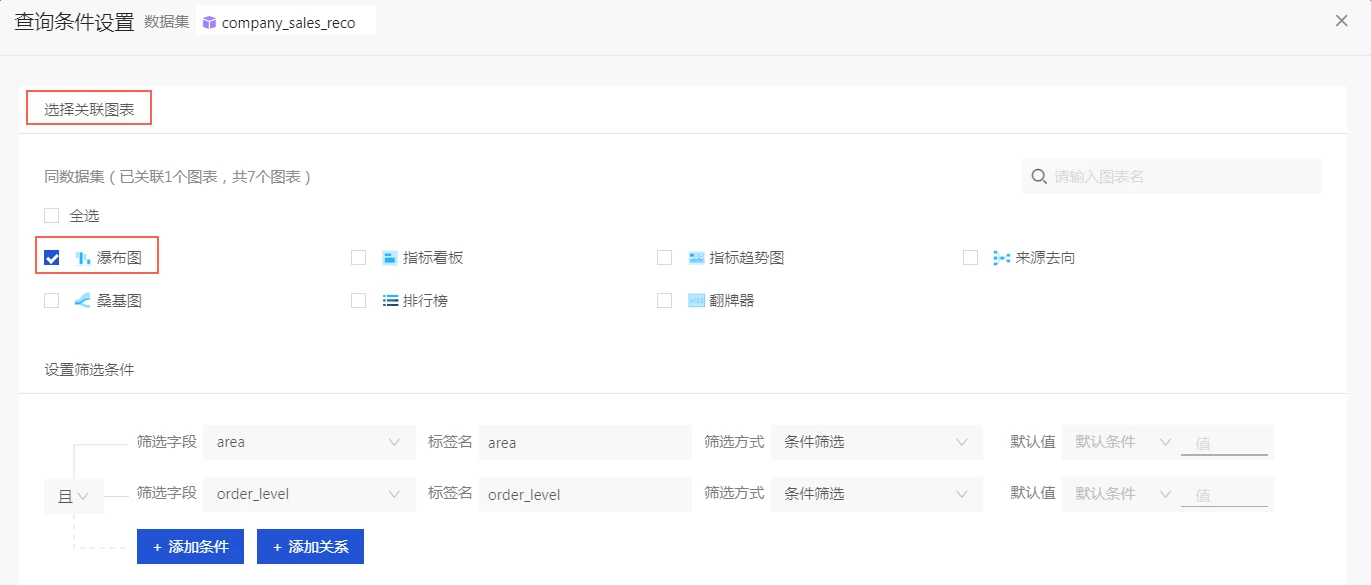 查询条件设置 数据集 company_sales_reco
选择关联图表
同数据集 ( 已关联1个图表，共7个图表 ) 请输入图表名
全选
瀑布图 指标看板 指标趋势图 来源去向
桑基图 排行榜 翻牌器
设置筛选条件
筛选字段 area 标签名 area 筛选方式 条件筛选 默认值 默认条件 值
且
筛选字段 order_level 标签名 order_level 筛选方式 条件筛选 默认值 默认条件 值
+ 添加条件 + 添加关系